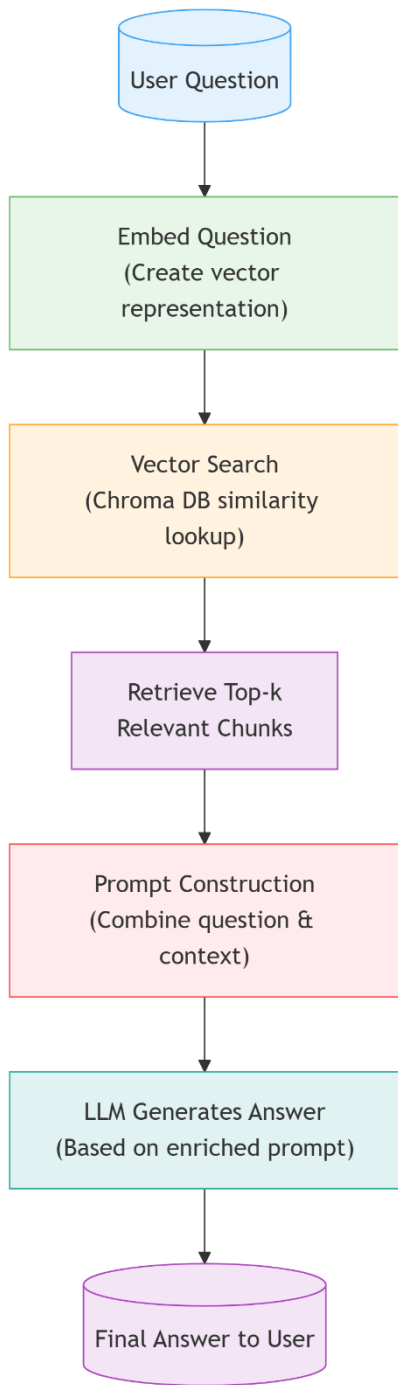 User Question
Embed Question
(Create vector
representation)
Vector Search
(Chroma DB similarity
lookup)
Retrieve Top-k
Relevant Chunks
Prompt Construction
(Combine question &
context)
LLM Generates Answer
(Based on enriched prompt)
Final Answer to User